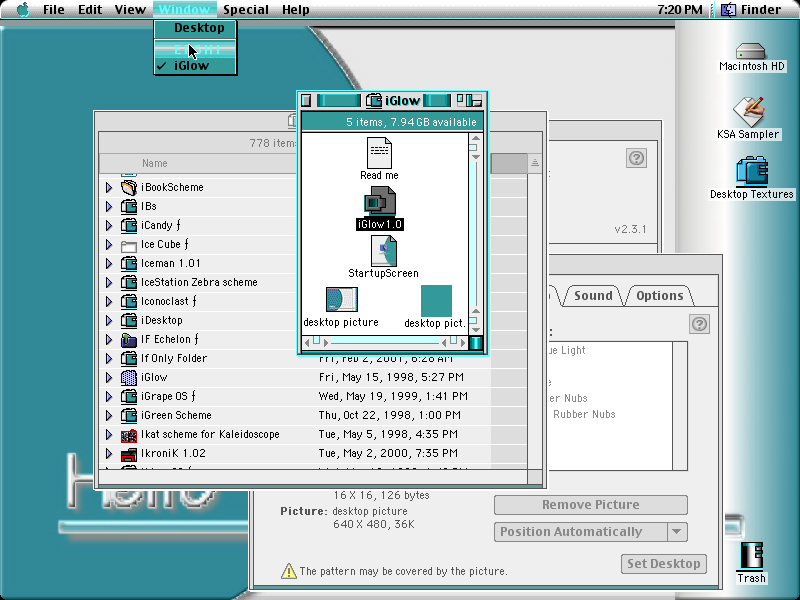 File Edit View Window Special Help 7:20 PM Finder
Desktop
✓ iGlow
iGlow
5 items, 7.94 GB available
Read me
iGlow1.0
StartupScreen
desktop picture
desktop pict.
778 items
Name
iBookScheme
IBs
iCandy ƒ
Ice Cube ƒ
Iceman 1.01
IceStation Zebra scheme
Iconoclast ƒ
iDesktop
IF Echelon ƒ
If Only Folder Fri, Feb 2, 2001, 6:28 AM
iGlow Fri, May 15, 1998, 5:27 PM
iGrape OS ƒ Wed, May 19, 1999, 1:41 PM
iGreen Scheme Thu, Oct 22, 1998, 1:00 PM
Ikat scheme for Kaleidoscope Tue, May 5, 1998, 4:35 PM
IkroniK 1.02 Tue, May 2, 2000, 7:35 PM
v2.3.1
Sound Options
ue Light
er Nubs
Rubber Nubs
16 X 16, 126 bytes
Picture: desktop picture
640 X 480, 36K
Remove Picture
Position Automatically
The pattern may be covered by the picture.
Set Desktop
Hello
Macintosh HD
KSA Sampler
Desktop Textures
Trash